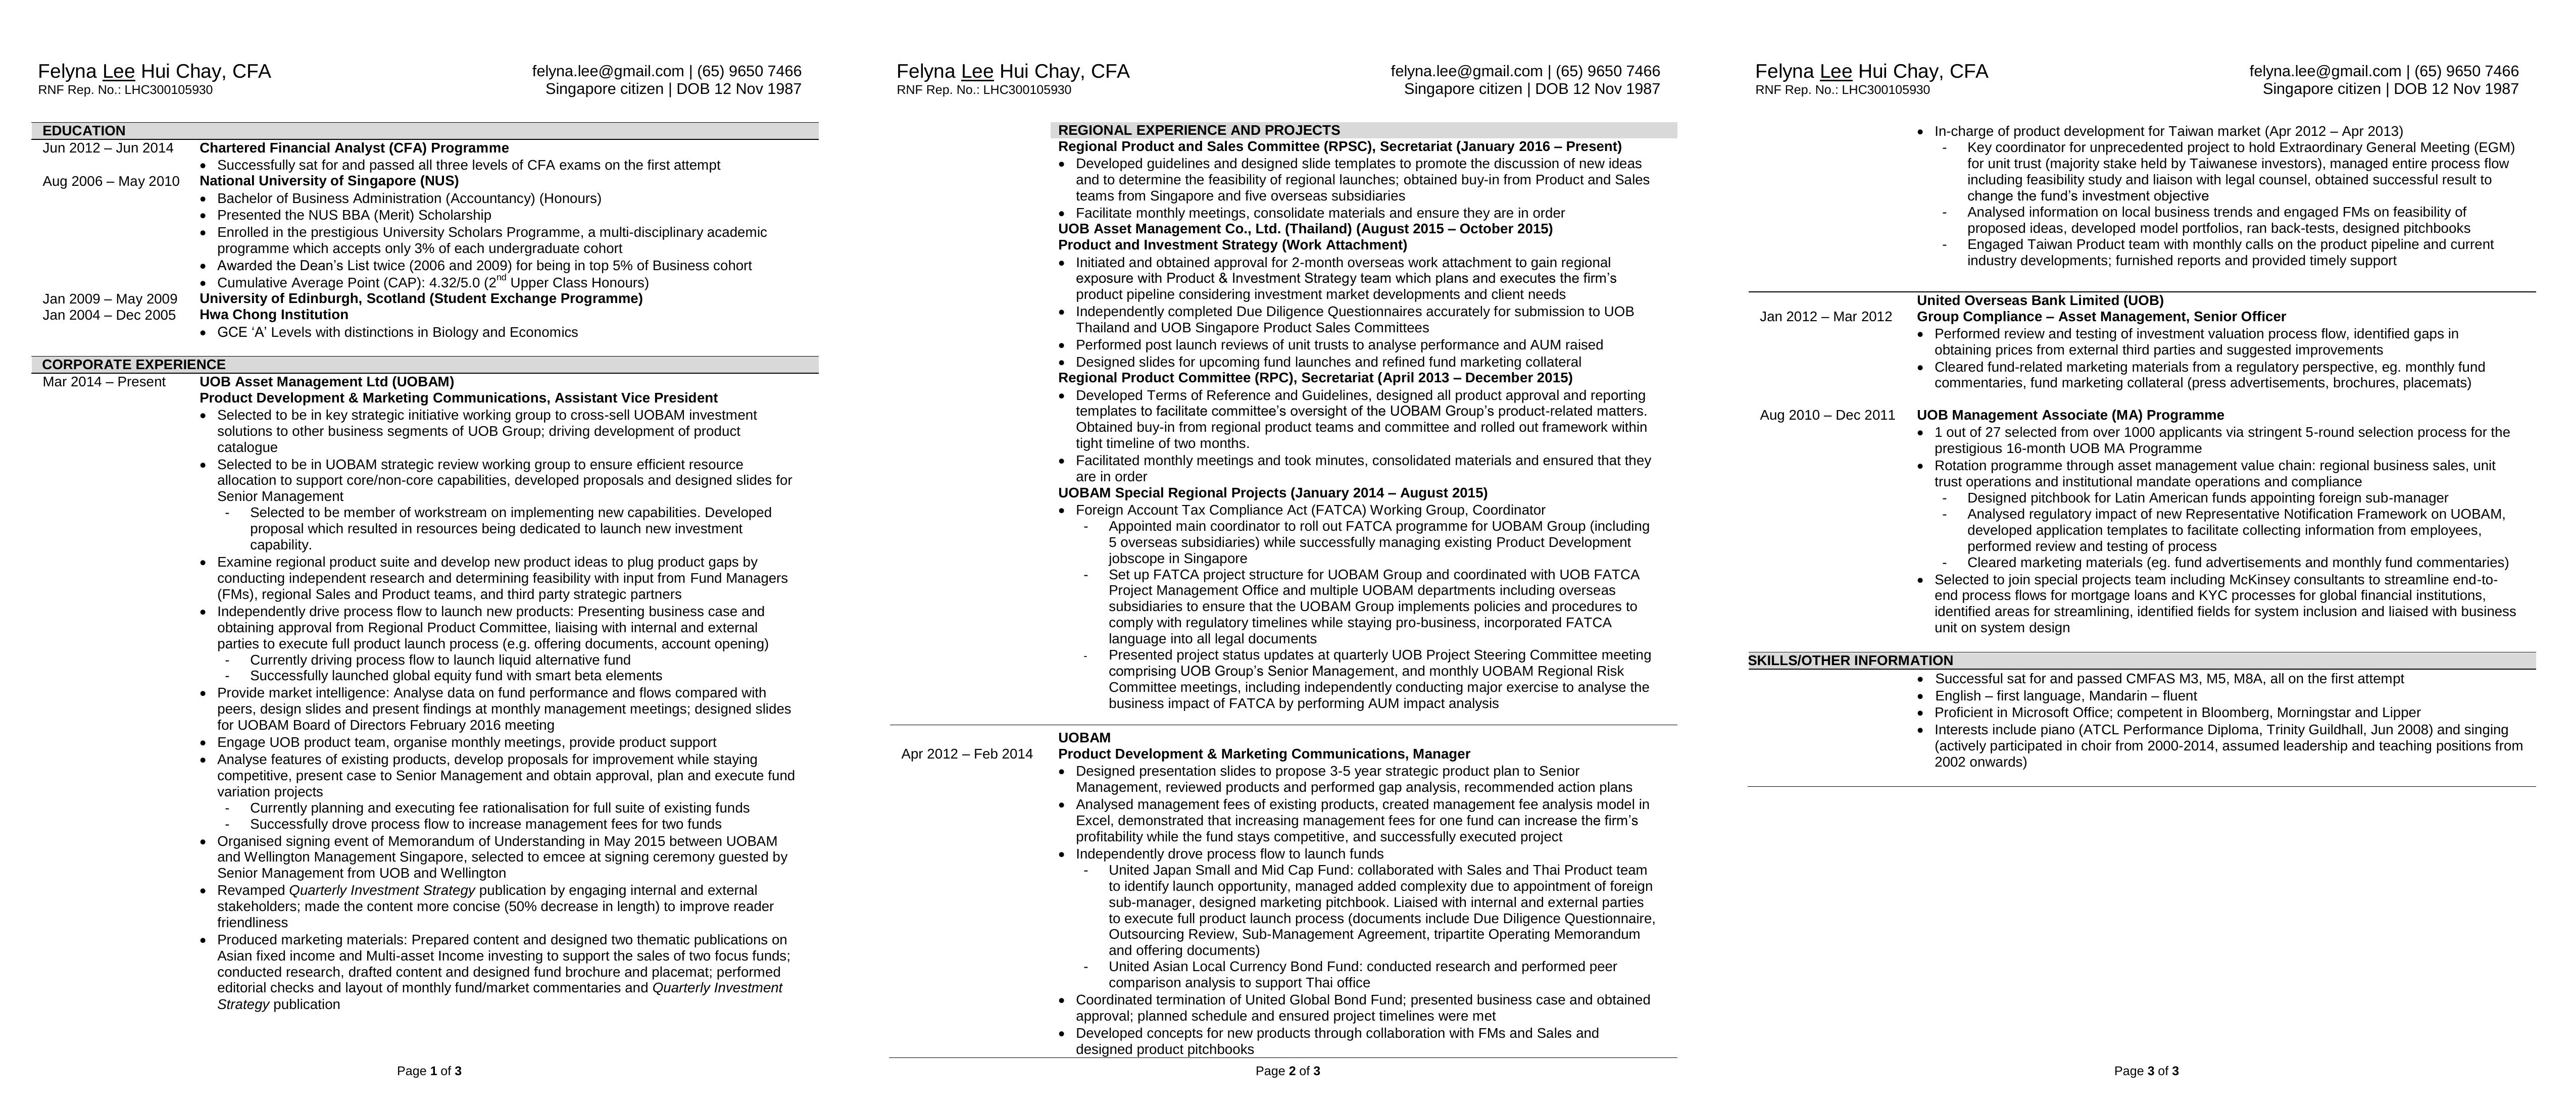 Felyna Lee Hui Chay, CFA
felyna.lee@gmail.com | (65) 9650 7466
RNF Rep. No.: LHC300105930
Singapore citizen | DOB 12 Nov 1987
EDUCATION
Jun 2012 – Jun 2014 Chartered Financial Analyst (CFA) Programme
• Successfully sat for and passed all three levels of CFA exams on the first attempt
Aug 2006 – May 2010 National University of Singapore (NUS)
• Bachelor of Business Administration (Accountancy) (Honours)
• Presented the NUS BBA (Merit) Scholarship
• Enrolled in the prestigious University Scholars Programme, a multi-disciplinary academic
programme which accepts only 3% of each undergraduate cohort
• Awarded the Dean's List twice (2006 and 2009) for being in top 5% of Business cohort
• Cumulative Average Point (CAP): 4.32/5.0 (2nd Upper Class Honours)
Jan 2009 – May 2009 University of Edinburgh, Scotland (Student Exchange Programme)
Jan 2004 – Dec 2005 Hwa Chong Institution
• GCE 'A' Levels with distinctions in Biology and Economics
CORPORATE EXPERIENCE
Mar 2014 – Present UOB Asset Management Ltd (UOBAM)
Product Development & Marketing Communications, Assistant Vice President
• Selected to be in key strategic initiative working group to cross-sell UOBAM investment
solutions to other business segments of UOB Group; driving development of product
catalogue
• Selected to be in UOBAM strategic review working group to ensure efficient resource
allocation to support core/non-core capabilities, developed proposals and designed slides for
Senior Management
- Selected to be member of workstream on implementing new capabilities. Developed
proposal which resulted in resources being dedicated to launch new investment
capability.
• Examine regional product suite and develop new product ideas to plug product gaps by
conducting independent research and determining feasibility with input from Fund Managers
(FMs), regional Sales and Product teams, and third party strategic partners
• Independently drive process flow to launch new products: Presenting business case and
obtaining approval from Regional Product Committee, liaising with internal and external
parties to execute full product launch process (e.g. offering documents, account opening)
- Currently driving process flow to launch liquid alternative fund
- Successfully launched global equity fund with smart beta elements
• Provide market intelligence: Analyse data on fund performance and flows compared with
peers, design slides and present findings at monthly management meetings; designed slides
for UOBAM Board of Directors February 2016 meeting
• Engage UOB product team, organise monthly meetings, provide product support
• Analyse features of existing products, develop proposals for improvement while staying
competitive, present case to Senior Management and obtain approval, plan and execute fund
variation projects
- Currently planning and executing fee rationalisation for full suite of existing funds
- Successfully drove process flow to increase management fees for two funds
• Organised signing event of Memorandum of Understanding in May 2015 between UOBAM
and Wellington Management Singapore, selected to emcee at signing ceremony guested by
Senior Management from UOB and Wellington
• Revamped Quarterly Investment Strategy publication by engaging internal and external
stakeholders; made the content more concise (50% decrease in length) to improve reader
friendliness
• Produced marketing materials: Prepared content and designed two thematic publications on
Asian fixed income and Multi-asset Income investing to support the sales of two focus funds;
conducted research, drafted content and designed fund brochure and placemat; performed
editorial checks and layout of monthly fund/market commentaries and Quarterly Investment
Strategy publication
Page 1 of 3
Felyna Lee Hui Chay, CFA
felyna.lee@gmail.com | (65) 9650 7466
RNF Rep. No.: LHC300105930
Singapore citizen | DOB 12 Nov 1987
REGIONAL EXPERIENCE AND PROJECTS
Regional Product and Sales Committee (RPSC), Secretariat (January 2016 – Present)
• Developed guidelines and designed slide templates to promote the discussion of new ideas
and to determine the feasibility of regional launches; obtained buy-in from Product and Sales
teams from Singapore and five overseas subsidiaries
• Facilitate monthly meetings, consolidate materials and ensure they are in order
UOB Asset Management Co., Ltd. (Thailand) (August 2015 – October 2015)
Product and Investment Strategy (Work Attachment)
• Initiated and obtained approval for 2-month overseas work attachment to gain regional
exposure with Product & Investment Strategy team which plans and executes the firm's
product pipeline considering investment market developments and client needs
• Independently completed Due Diligence Questionnaires accurately for submission to UOB
Thailand and UOB Singapore Product Sales Committees
• Performed post launch reviews of unit trusts to analyse performance and AUM raised
• Designed slides for upcoming fund launches and refined fund marketing collateral
Regional Product Committee (RPC), Secretariat (April 2013 – December 2015)
• Developed Terms of Reference and Guidelines, designed all product approval and reporting
templates to facilitate committee's oversight of the UOBAM Group's product-related matters.
Obtained buy-in from regional product teams and committee and rolled out framework within
tight timeline of two months.
• Facilitated monthly meetings and took minutes, consolidated materials and ensured that they
are in order
UOBAM Special Regional Projects (January 2014 – August 2015)
• Foreign Account Tax Compliance Act (FATCA) Working Group, Coordinator
- Appointed main coordinator to roll out FATCA programme for UOBAM Group (including
5 overseas subsidiaries) while successfully managing existing Product Development
jobscope in Singapore
- Set up FATCA project structure for UOBAM Group and coordinated with UOB FATCA
Project Management Office and multiple UOBAM departments including overseas
subsidiaries to ensure that the UOBAM Group implements policies and procedures to
comply with regulatory timelines while staying pro-business, incorporated FATCA
language into all legal documents
- Presented project status updates at quarterly UOB Project Steering Committee meeting
comprising UOB Group's Senior Management, and monthly UOBAM Regional Risk
Committee meetings, including independently conducting major exercise to analyse the
business impact of FATCA by performing AUM impact analysis
UOBAM
Apr 2012 – Feb 2014 Product Development & Marketing Communications, Manager
• Designed presentation slides to propose 3-5 year strategic product plan to Senior
Management, reviewed products and performed gap analysis, recommended action plans
• Analysed management fees of existing products, created management fee analysis model in
Excel, demonstrated that increasing management fees for one fund can increase the firm's
profitability while the fund stays competitive, and successfully executed project
• Independently drove process flow to launch funds
- United Japan Small and Mid Cap Fund: collaborated with Sales and Thai Product team
to identify launch opportunity, managed added complexity due to appointment of foreign
sub-manager, designed marketing pitchbook. Liaised with internal and external parties
to execute full product launch process (documents include Due Diligence Questionnaire,
Outsourcing Review, Sub-Management Agreement, tripartite Operating Memorandum
and offering documents)
- United Asian Local Currency Bond Fund: conducted research and performed peer
comparison analysis to support Thai office
• Coordinated termination of United Global Bond Fund; presented business case and obtained
approval; planned schedule and ensured project timelines were met
• Developed concepts for new products through collaboration with FMs and Sales and
designed product pitchbooks
Page 2 of 3
Felyna Lee Hui Chay, CFA
felyna.lee@gmail.com | (65) 9650 7466
RNF Rep. No.: LHC300105930
Singapore citizen | DOB 12 Nov 1987
• In-charge of product development for Taiwan market (Apr 2012 – Apr 2013)
- Key coordinator for unprecedented project to hold Extraordinary General Meeting (EGM)
for unit trust (majority stake held by Taiwanese investors), managed entire process flow
including feasibility study and liaison with legal counsel, obtained successful result to
change the fund's investment objective
- Analysed information on local business trends and engaged FMs on feasibility of
proposed ideas, developed model portfolios, ran back-tests, designed pitchbooks
- Engaged Taiwan Product team with monthly calls on the product pipeline and current
industry developments; furnished reports and provided timely support
United Overseas Bank Limited (UOB)
Jan 2012 – Mar 2012 Group Compliance – Asset Management, Senior Officer
• Performed review and testing of investment valuation process flow, identified gaps in
obtaining prices from external third parties and suggested improvements
• Cleared fund-related marketing materials from a regulatory perspective, eg. monthly fund
commentaries, fund marketing collateral (press advertisements, brochures, placemats)
Aug 2010 – Dec 2011 UOB Management Associate (MA) Programme
• 1 out of 27 selected from over 1000 applicants via stringent 5-round selection process for the
prestigious 16-month UOB MA Programme
• Rotation programme through asset management value chain: regional business sales, unit
trust operations and institutional mandate operations and compliance
- Designed pitchbook for Latin American funds appointing foreign sub-manager
- Analysed regulatory impact of new Representative Notification Framework on UOBAM,
developed application templates to facilitate collecting information from employees,
performed review and testing of process
- Cleared marketing materials (eg. fund advertisements and monthly fund commentaries)
• Selected to join special projects team including McKinsey consultants to streamline end-to-
end process flows for mortgage loans and KYC processes for global financial institutions,
identified areas for streamlining, identified fields for system inclusion and liaised with business
unit on system design
SKILLS/OTHER INFORMATION
• Successful sat for and passed CMFAS M3, M5, M8A, all on the first attempt
• English – first language, Mandarin – fluent
• Proficient in Microsoft Office; competent in Bloomberg, Morningstar and Lipper
• Interests include piano (ATCL Performance Diploma, Trinity Guildhall, Jun 2008) and singing
(actively participated in choir from 2000-2014, assumed leadership and teaching positions from
2002 onwards)
Page 3 of 3